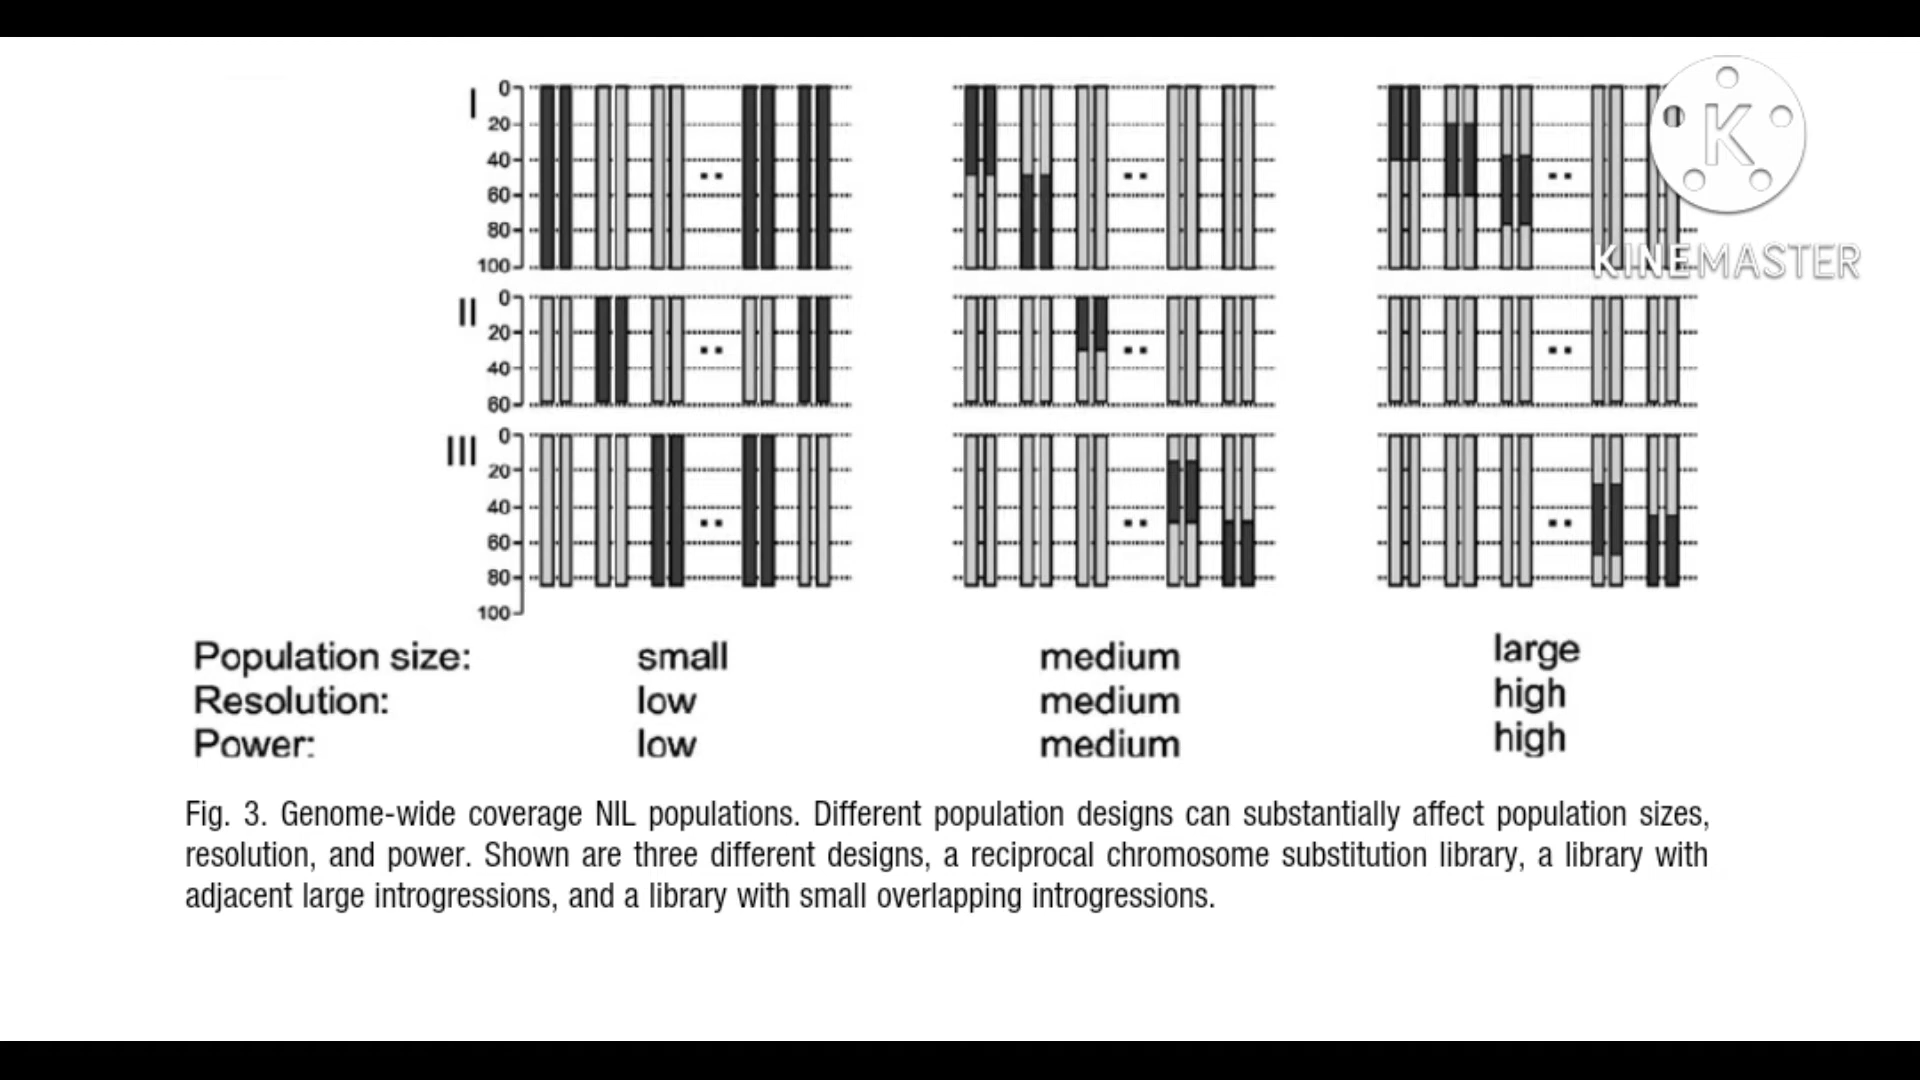 I
0
20
40
60
80
100
II
0
20
40
60
III
0
20
40
60
80
100
K
KINEMASTER
Population size: small medium large
Resolution: low medium high
Power: low medium high
Fig. 3. Genome-wide coverage NIL populations. Different population designs can substantially affect population sizes,
resolution, and power. Shown are three different designs, a reciprocal chromosome substitution library, a library with
adjacent large introgressions, and a library with small overlapping introgressions.